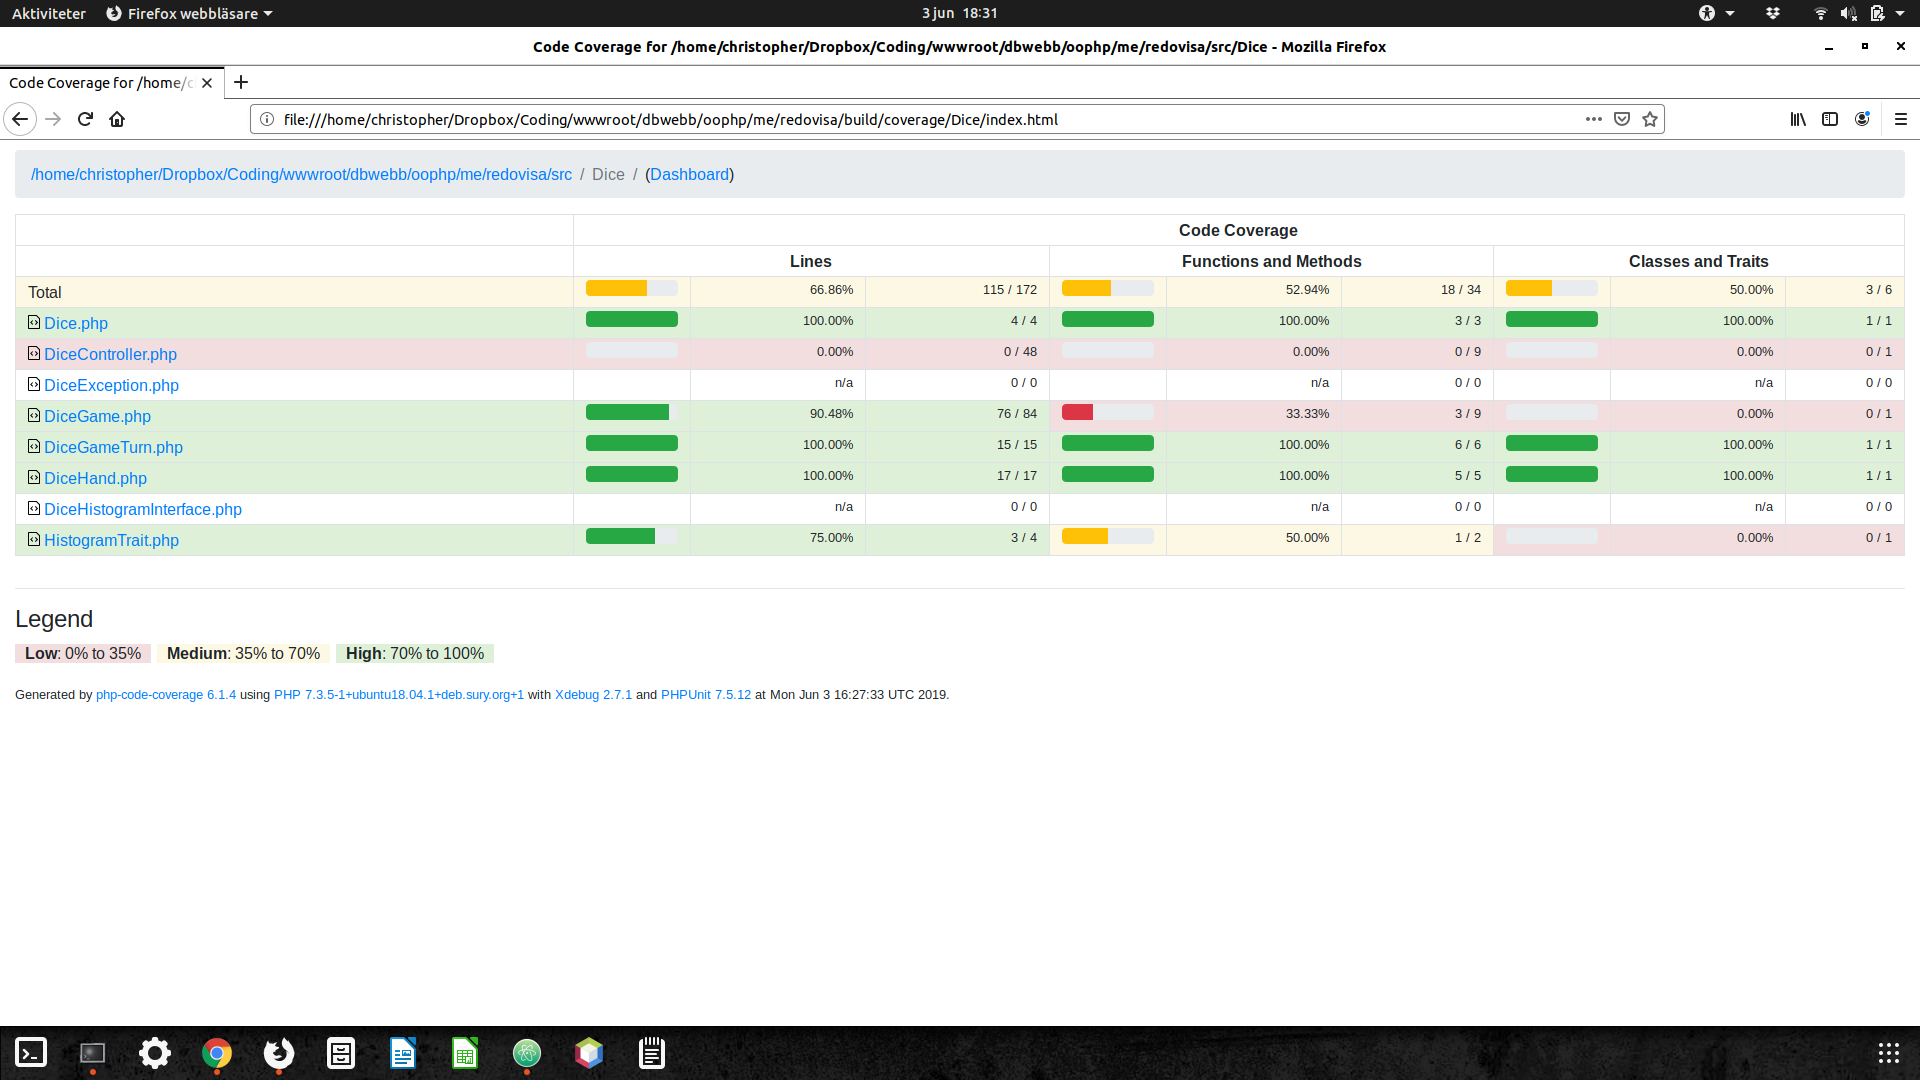 Aktiviteter Firefox webbläsare 3 jun 18:31
Code Coverage for /home/christopher/Dropbox/Coding/wwwroot/dbwebb/oophp/me/redovisa/src/Dice - Mozilla Firefox
Code Coverage for /home/c
file:///home/christopher/Dropbox/Coding/wwwroot/dbwebb/oophp/me/redovisa/build/coverage/Dice/index.html
/home/christopher/Dropbox/Coding/wwwroot/dbwebb/oophp/me/redovisa/src / Dice / (Dashboard)
Code Coverage
Lines Functions and Methods Classes and Traits
Total 66.86% 115 / 172 52.94% 18 / 34 50.00% 3 / 6
Dice.php 100.00% 4 / 4 100.00% 3 / 3 100.00% 1 / 1
DiceController.php 0.00% 0 / 48 0.00% 0 / 9 0.00% 0 / 1
DiceException.php n/a 0 / 0 n/a 0 / 0 n/a 0 / 0
DiceGame.php 90.48% 76 / 84 33.33% 3 / 9 0.00% 0 / 1
DiceGameTurn.php 100.00% 15 / 15 100.00% 6 / 6 100.00% 1 / 1
DiceHand.php 100.00% 17 / 17 100.00% 5 / 5 100.00% 1 / 1
DiceHistogramInterface.php n/a 0 / 0 n/a 0 / 0 n/a 0 / 0
HistogramTrait.php 75.00% 3 / 4 50.00% 1 / 2 0.00% 0 / 1
Legend
Low: 0% to 35% Medium: 35% to 70% High: 70% to 100%
Generated by php-code-coverage 6.1.4 using PHP 7.3.5-1+ubuntu18.04.1+deb.sury.org+1 with Xdebug 2.7.1 and PHPUnit 7.5.12 at Mon Jun 3 16:27:33 UTC 2019.